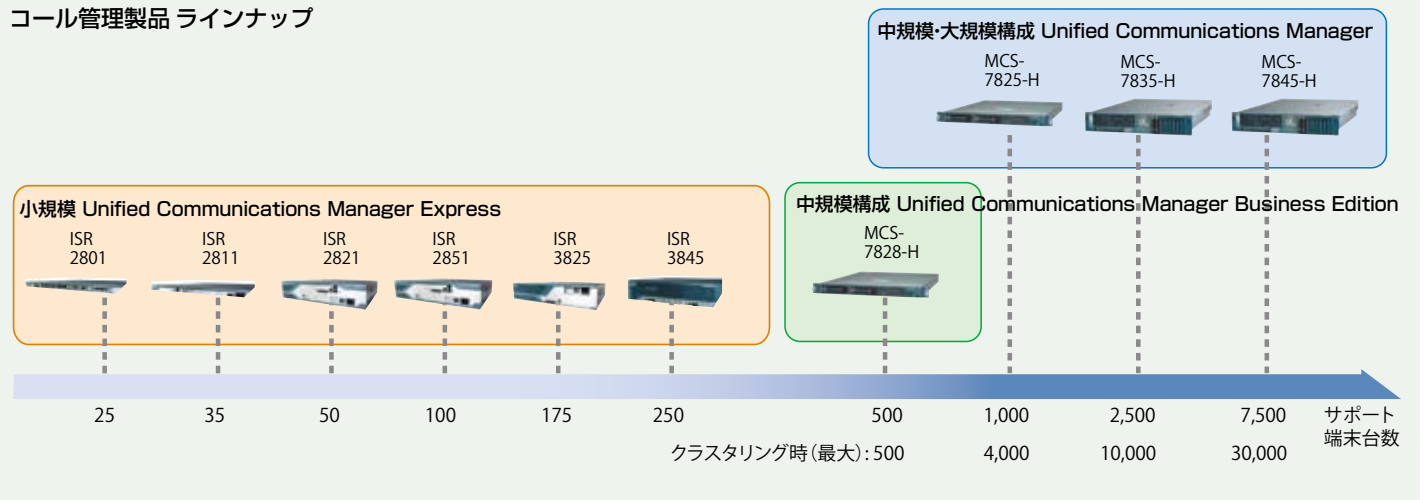 コール管理製品 ラインナップ
中規模・大規模構成 Unified Communications Manager
MCS-
7825-H
MCS-
7835-H
MCS-
7845-H
小規模 Unified Communications Manager Express
ISR
2801
ISR
2811
ISR
2821
ISR
2851
ISR
3825
ISR
3845
中規模構成 Unified Communications Manager Business Edition
MCS-
7828-H
25 35 50 100 175 250 500 1,000 2,500 7,500
サポート
端末台数
クラスタリング時(最大):500 4,000 10,000 30,000